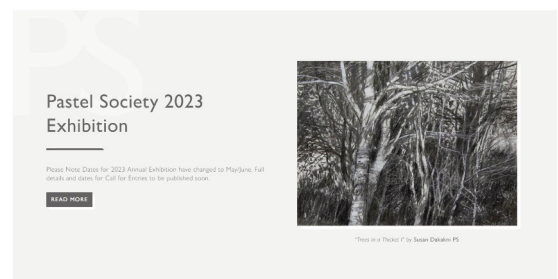 PS
Pastel Society 2023
Exhibition
Please Note Dates for 2023 Annual Exhibition have changed to May/June. Full
details and dates for Call for Entries to be published soon.
READ MORE
"Trees in a Thicket I" by Susan Dakakni PS